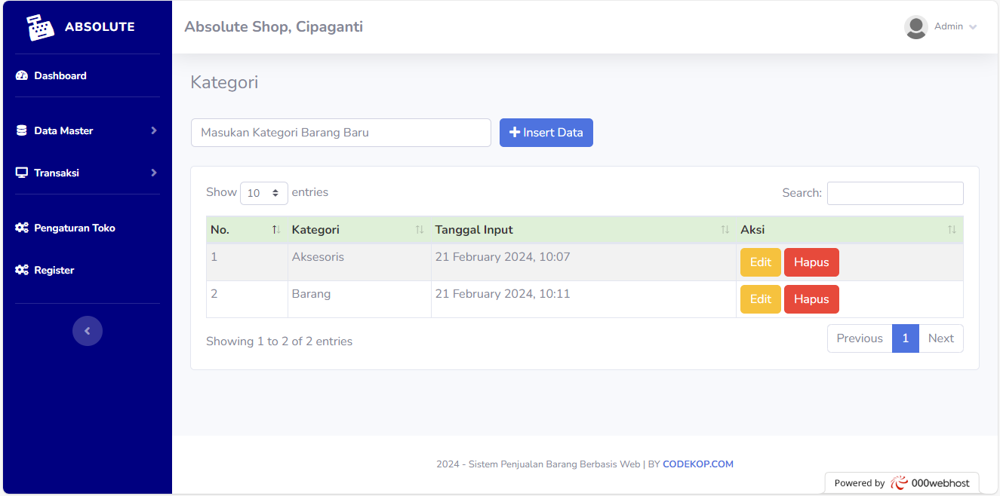 ABSOLUTE
Absolute Shop, Cipaganti
Admin
Dashboard
Data Master
Transaksi
Pengaturan Toko
Register
Kategori
Masukan Kategori Barang Baru
Insert Data
Show 10 entries
Search:
No. Kategori Tanggal Input Aksi
1 Aksesoris 21 February 2024, 10:07 Edit Hapus
2 Barang 21 February 2024, 10:11 Edit Hapus
Showing 1 to 2 of 2 entries
Previous 1 Next
2024 - Sistem Penjualan Barang Berbasis Web | BY CODEKOP.COM
Powered by 000webhost